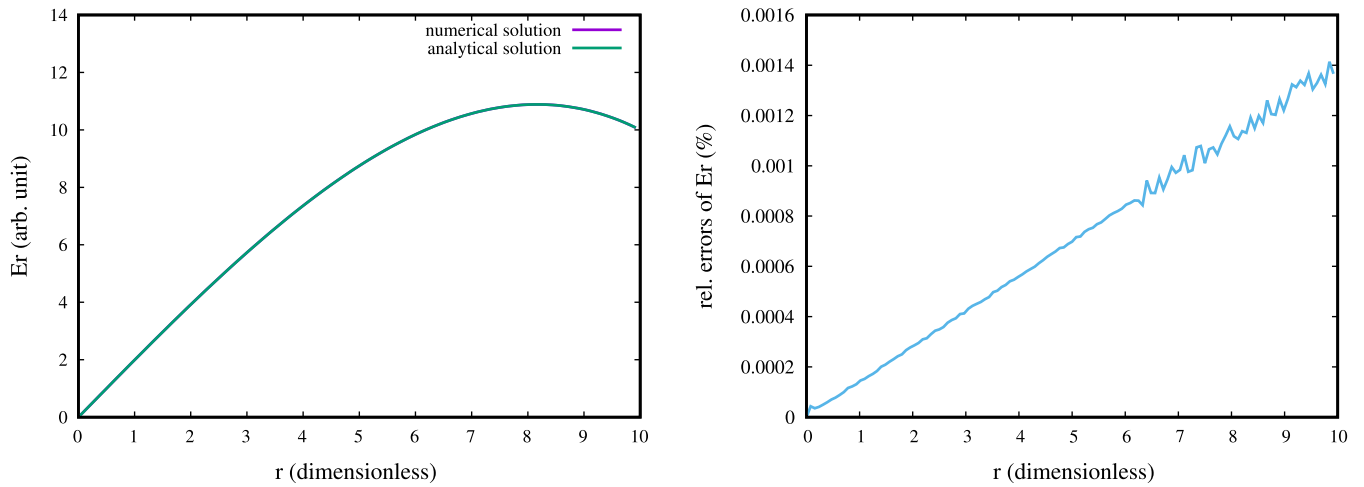 14
12
10
8
6
4
2
0
Er (arb. unit)
numerical solution
analytical solution
0 1 2 3 4 5 6 7 8 9 10
r (dimensionless)
0.0016
0.0014
0.0012
0.001
0.0008
0.0006
0.0004
0.0002
0
rel. errors of Er (%)
0 1 2 3 4 5 6 7 8 9 10
r (dimensionless)